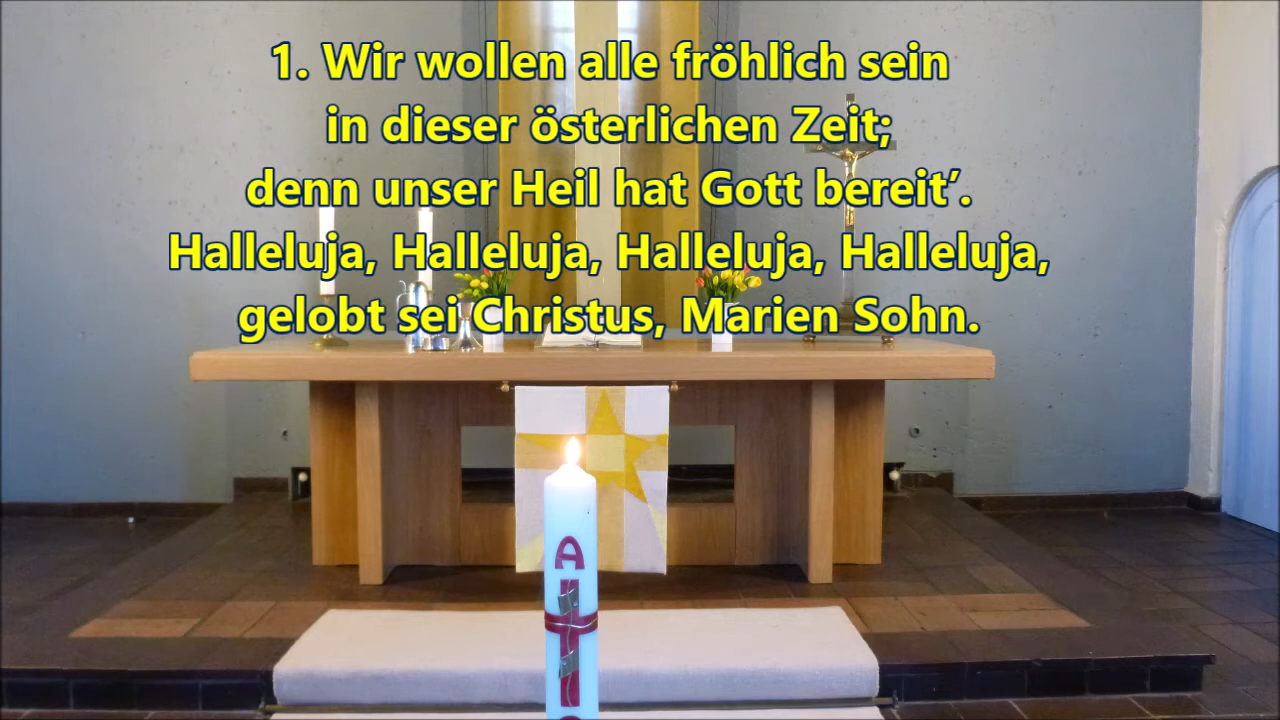 1. Wir wollen alle fröhlich sein
in dieser österlichen Zeit;
denn unser Heil hat Gott bereit’.
Halleluja, Halleluja, Halleluja, Halleluja,
gelobt sei Christus, Marien Sohn.
A